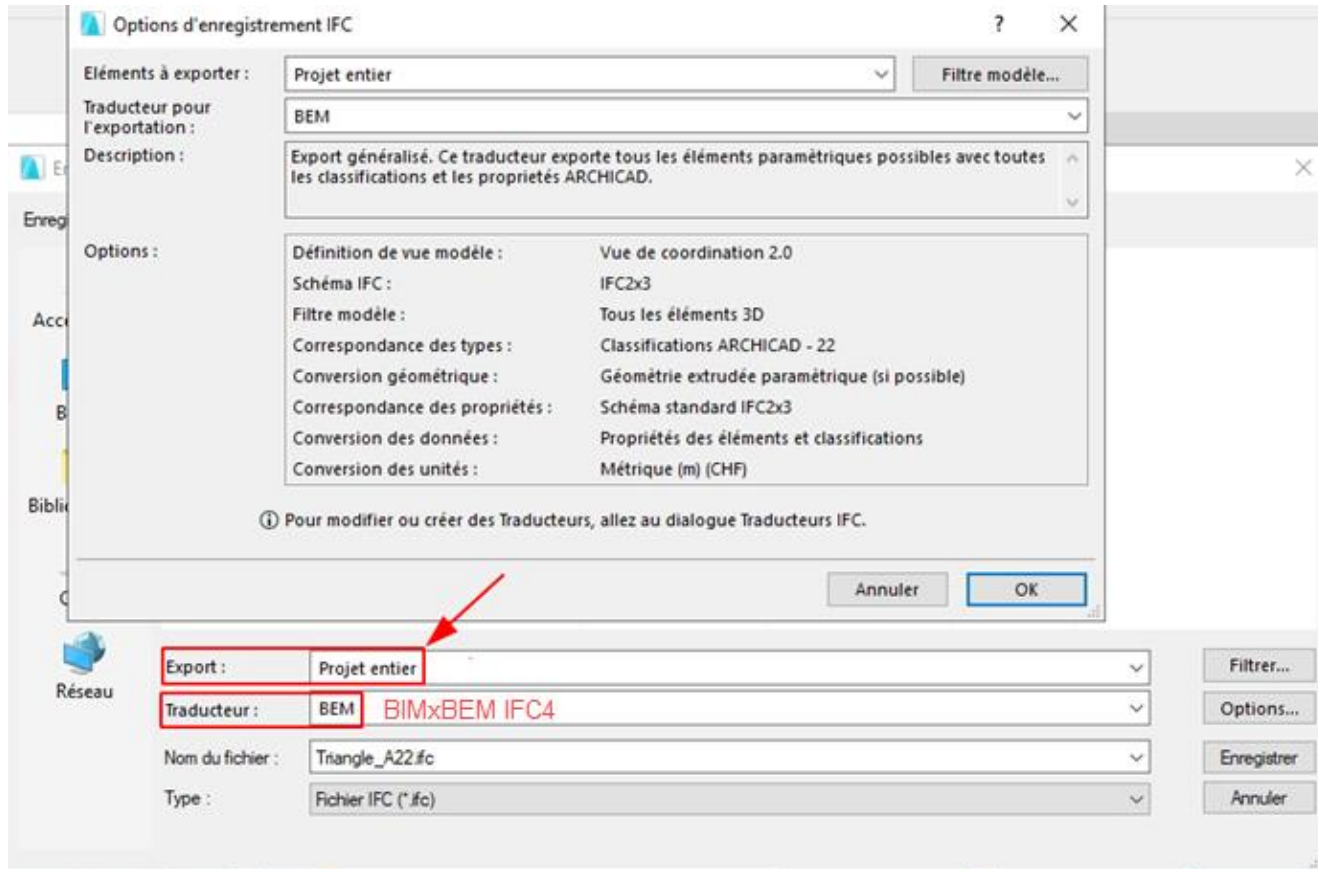 Options d'enregistrement IFC
Eléments à exporter :
Projet entier
Filtre modèle...
Traducteur pour
l'exportation :
BEM
Description :
Export généralisé. Ce traducteur exporte tous les éléments paramètriques possibles avec toutes
les classifications et les proprietés ARCHICAD.
Options :
Définition de vue modèle : Vue de coordination 2.0
Schéma IFC : IFC2x3
Filtre modèle : Tous les éléments 3D
Correspondance des types : Classifications ARCHICAD - 22
Conversion géométrique : Géométrie extrudée paramétrique (si possible)
Correspondance des propriétés : Schéma standard IFC2x3
Conversion des données : Propriétés des éléments et classifications
Conversion des unités : Métrique (m) (CHF)
Pour modifier ou créer des Traducteurs, allez au dialogue Traducteurs IFC.
Annuler
OK
Réseau
Export : Projet entier Filtrer...
Traducteur : BEM BIMxBEM IFC4 Options...
Nom du fichier : Triangle_A22.ifc Enregistrer
Type : Fichier IFC (*.ifc) Annuler